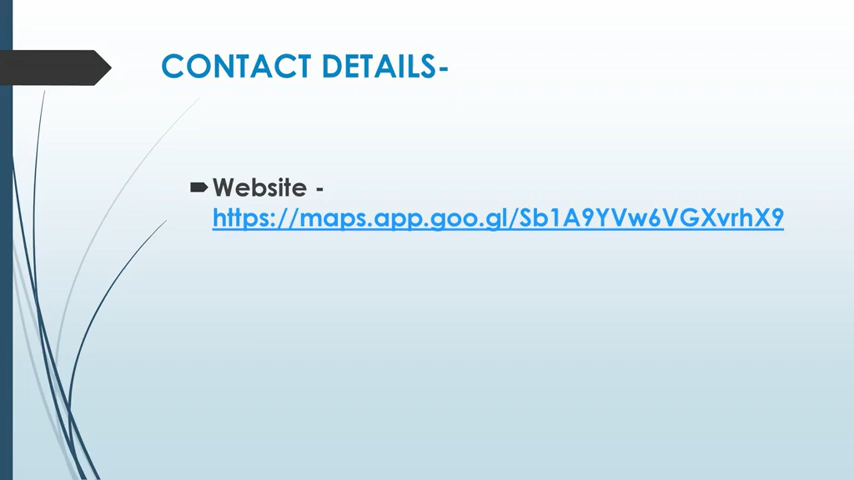 CONTACT DETAILS-
Website -
https://maps.app.goo.gl/Sb1A9YVw6VGXvrhX9